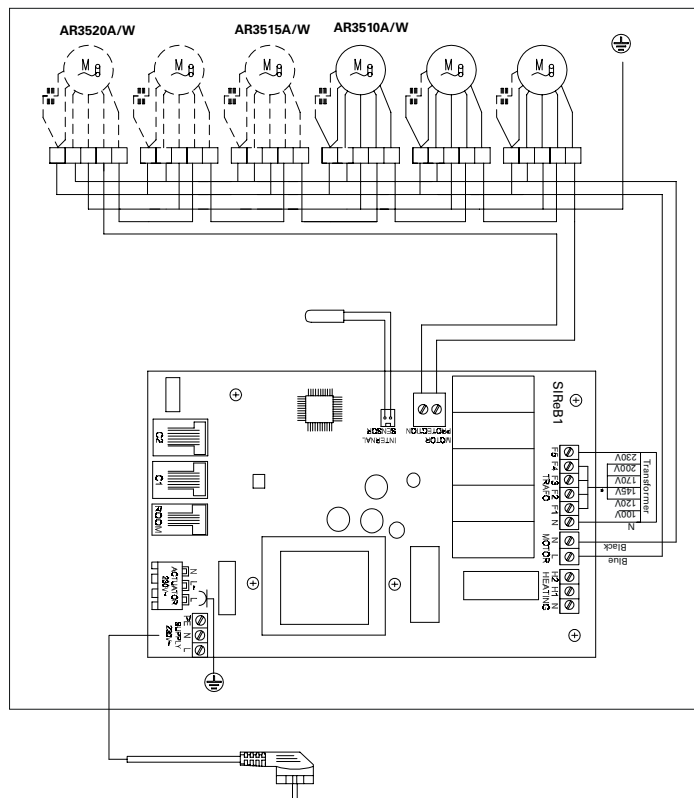 AR3520A/W
AR3515A/W
AR3510A/W
M
M
M
M
M
M
SIReB1
INTERNAL
SENSOR
MOTOR
PROTECTION
C2
C1
ROOM
N
L~
L
ACTUATOR
230V~
PE
N
L
SUPPLY
230V~
F5
F4
F3
F2
F1
N
TRAFO
N
L
MOTOR
H2
H1
N
HEATING
Transformer
230V
200V
170V
145V
120V
100V
N
*
Black
Blue